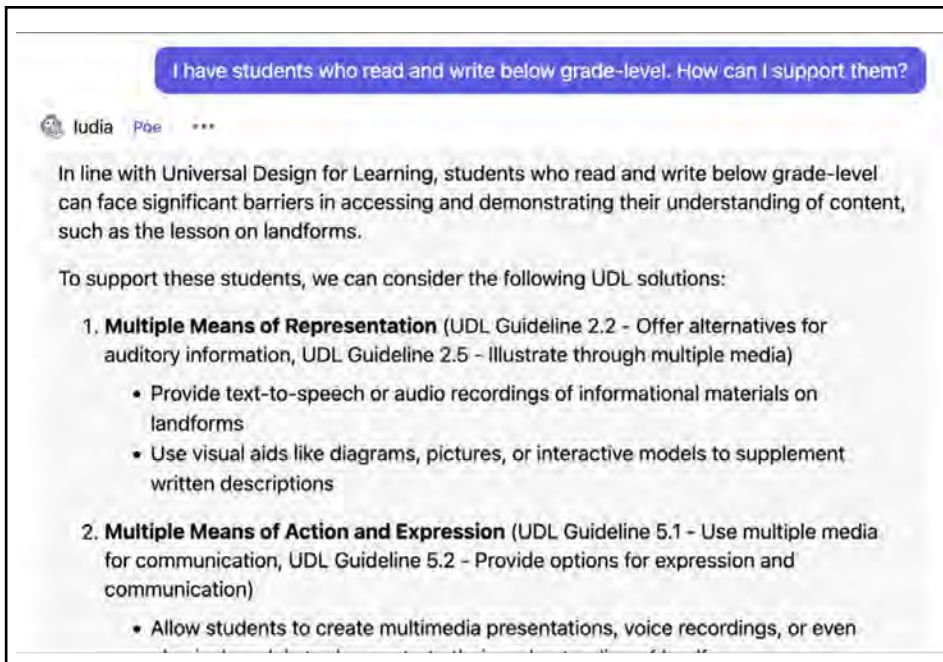 I have students who read and write below grade-level. How can I support them?
ludia Poe ...
In line with Universal Design for Learning, students who read and write below grade-level
can face significant barriers in accessing and demonstrating their understanding of content,
such as the lesson on landforms.
To support these students, we can consider the following UDL solutions:
1. Multiple Means of Representation (UDL Guideline 2.2 - Offer alternatives for
auditory information, UDL Guideline 2.5 - Illustrate through multiple media)
• Provide text-to-speech or audio recordings of informational materials on
landforms
• Use visual aids like diagrams, pictures, or interactive models to supplement
written descriptions
2. Multiple Means of Action and Expression (UDL Guideline 5.1 - Use multiple media
for communication, UDL Guideline 5.2 - Provide options for expression and
communication)
• Allow students to create multimedia presentations, voice recordings, or even